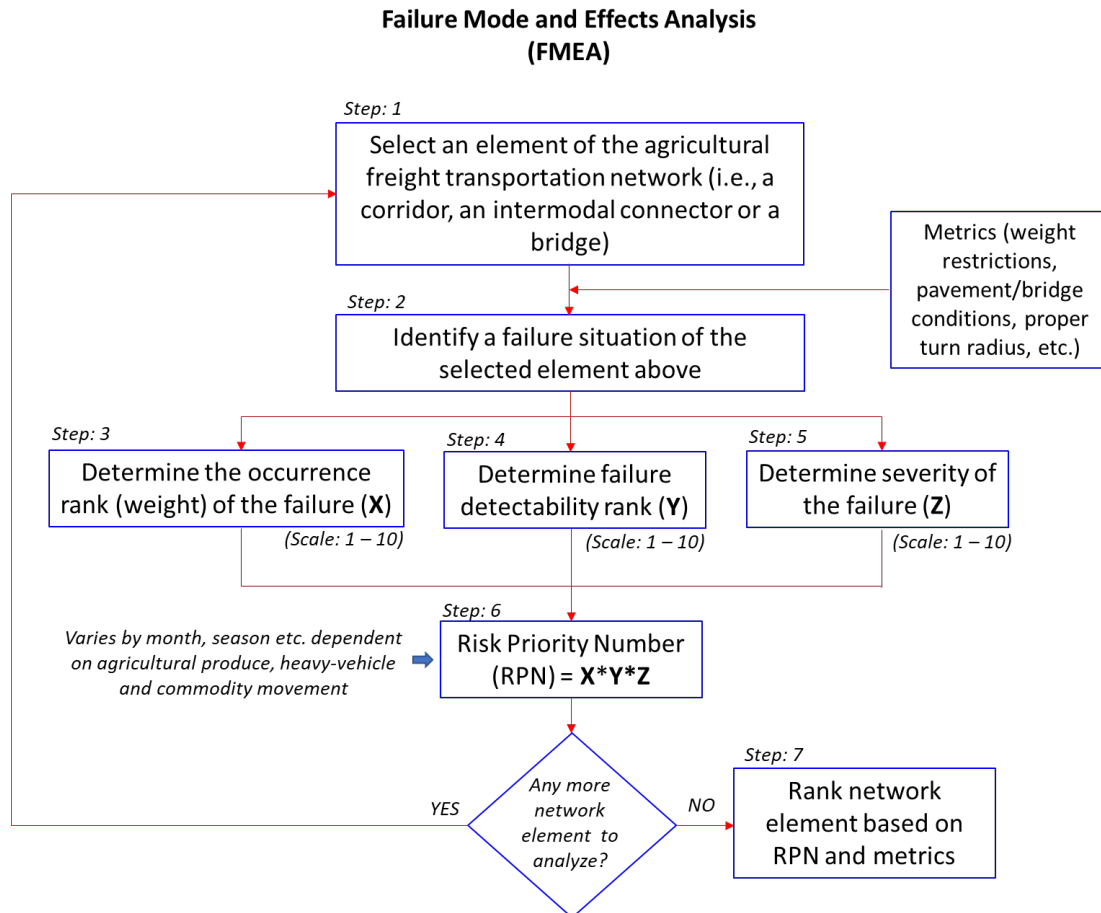 Failure Mode and Effects Analysis
(FMEA)
Step: 1
Select an element of the agricultural
freight transportation network (i.e., a
corridor, an intermodal connector or a
bridge)
Metrics (weight
restrictions,
pavement/bridge
conditions, proper
turn radius, etc.)
Step: 2
Identify a failure situation of the
selected element above
Step: 3
Determine the occurrence
rank (weight) of the failure (X)
(Scale: 1 – 10)
Step: 4
Determine failure
detectability rank (Y)
(Scale: 1 – 10)
Step: 5
Determine severity of
the failure (Z)
(Scale: 1 – 10)
Step: 6
Risk Priority Number
(RPN) = X*Y*Z
Varies by month, season etc. dependent
on agricultural produce, heavy-vehicle
and commodity movement
Any more
network
element to
analyze?
YES
NO
Step: 7
Rank network
element based on
RPN and metrics